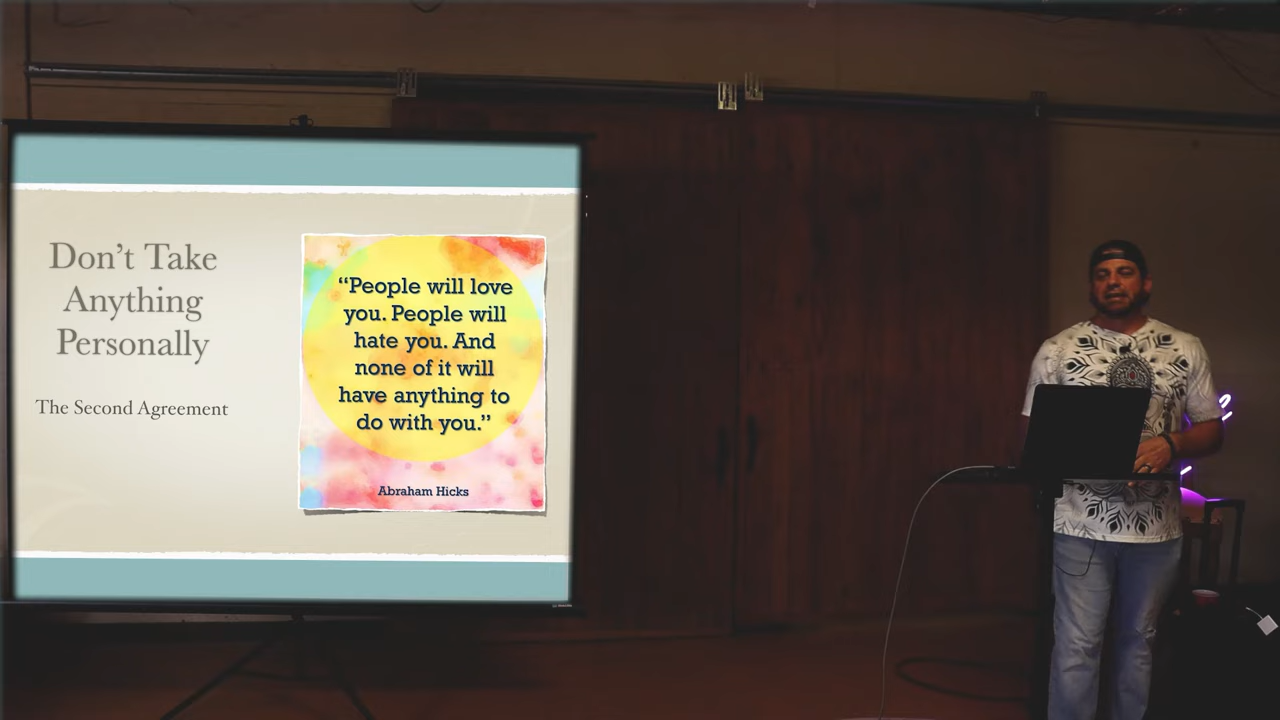 Don’t Take
Anything
Personally
The Second Agreement
“People will love
you. People will
hate you. And
none of it will
have anything to
do with you.”
Abraham Hicks